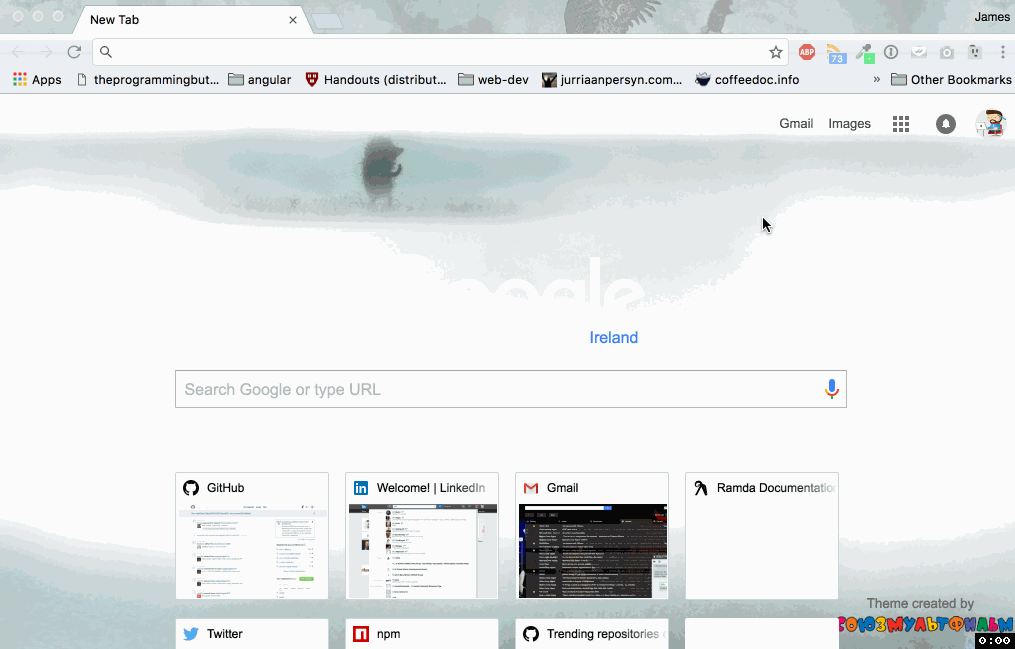 New Tab
James
ABP
73
Apps theprogrammingbut... angular Handouts (distribut... web-dev jurriaanpersyn.com... coffeedoc.info » Other Bookmarks
Gmail Images
Ireland
Search Google or type URL
GitHub
Welcome! | LinkedIn
Gmail
Ramda Documentation
Twitter
npm
Trending repositories
Theme created by
СОЮЗМУЛЬТФИЛЬМ
0:00